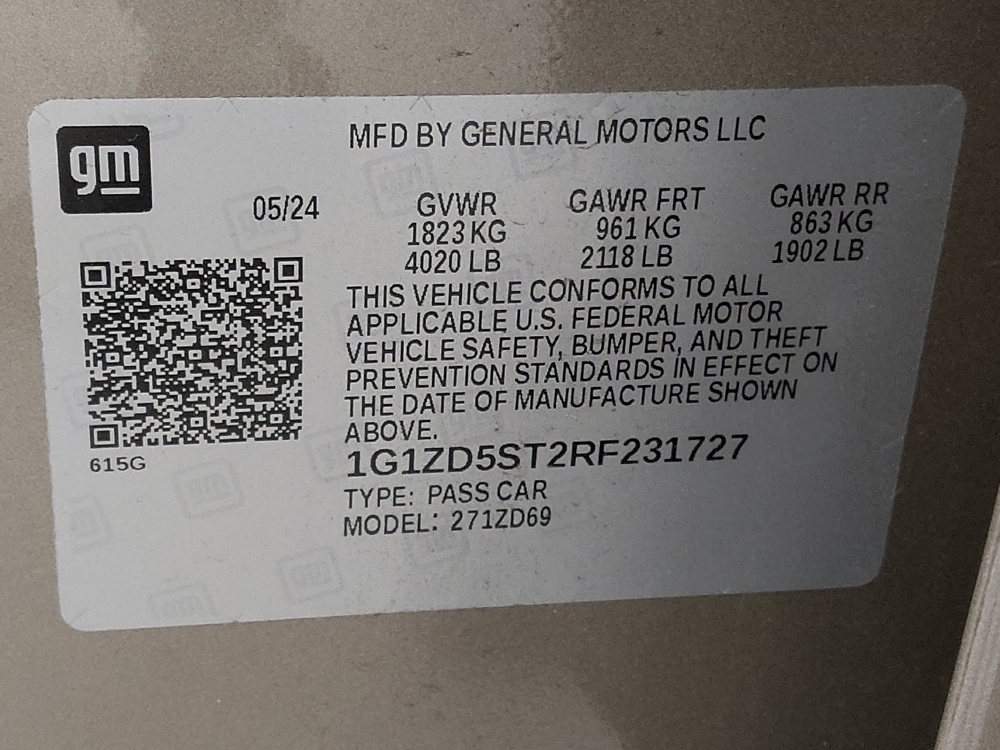 gm
MFD BY GENERAL MOTORS LLC
05/24 GVWR GAWR FRT GAWR RR
1823 KG 961 KG 863 KG
4020 LB 2118 LB 1902 LB
THIS VEHICLE CONFORMS TO ALL
APPLICABLE U.S. FEDERAL MOTOR
VEHICLE SAFETY, BUMPER, AND THEFT
PREVENTION STANDARDS IN EFFECT ON
THE DATE OF MANUFACTURE SHOWN
ABOVE.
615G
1G1ZD5ST2RF231727
TYPE: PASS CAR
MODEL: 271ZD69